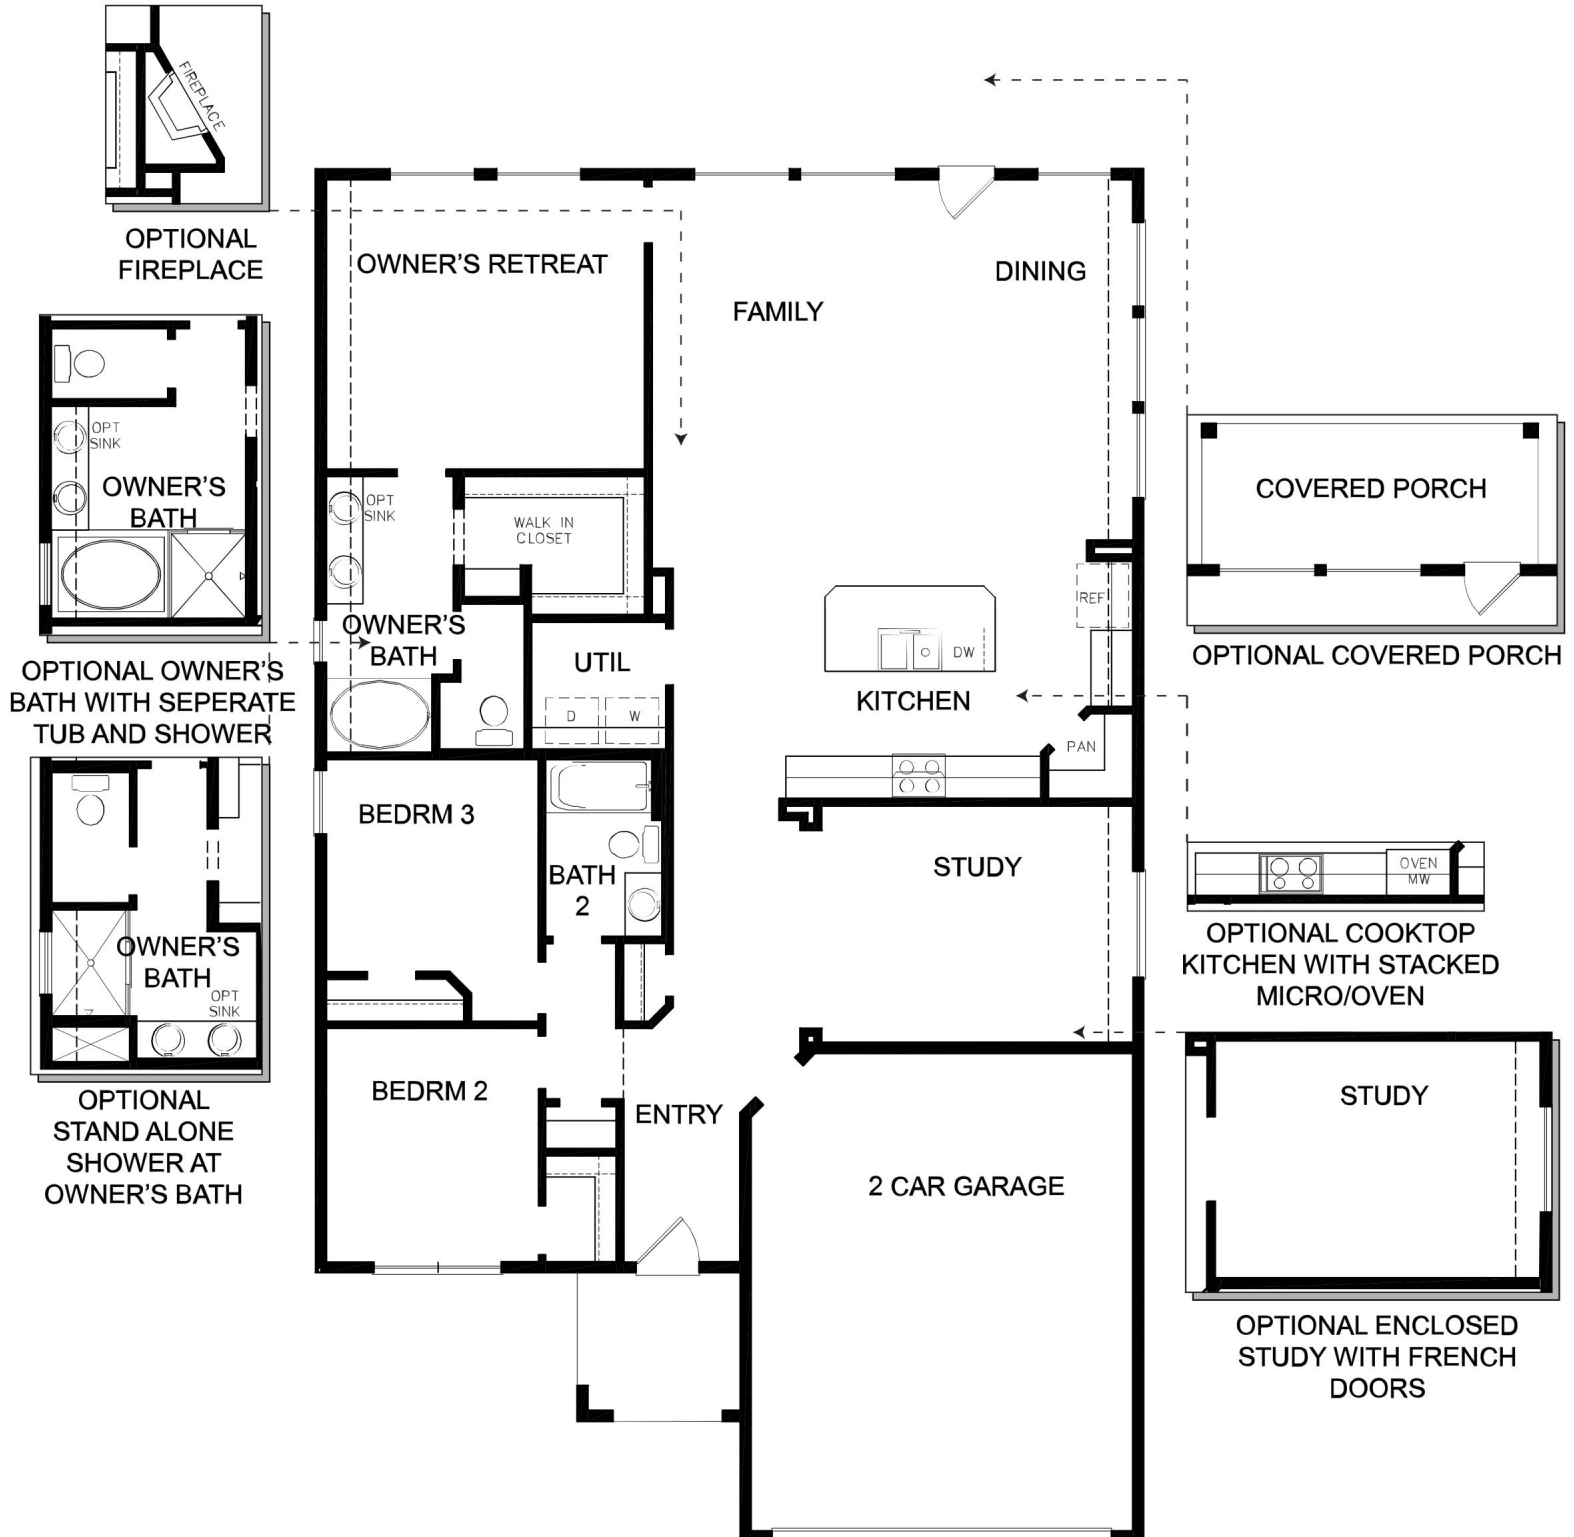 FIREPLACE
OPTIONAL
FIREPLACE
OWNER'S RETREAT
FAMILY
DINING
OPT
SINK
OWNER'S
BATH
OPTIONAL OWNER'S
BATH WITH SEPERATE
TUB AND SHOWER
OPT
SINK
WALK IN
CLOSET
OWNER'S
BATH
UTIL
D
W
REF
DW
KITCHEN
PAN
COVERED PORCH
OPTIONAL COVERED PORCH
OWNER'S
BATH
OPT
SINK
OPTIONAL
STAND ALONE
SHOWER AT
OWNER'S BATH
BEDRM 3
BATH
2
STUDY
OVEN
MW
OPTIONAL COOKTOP
KITCHEN WITH STACKED
MICRO/OVEN
BEDRM 2
ENTRY
2 CAR GARAGE
STUDY
OPTIONAL ENCLOSED
STUDY WITH FRENCH
DOORS